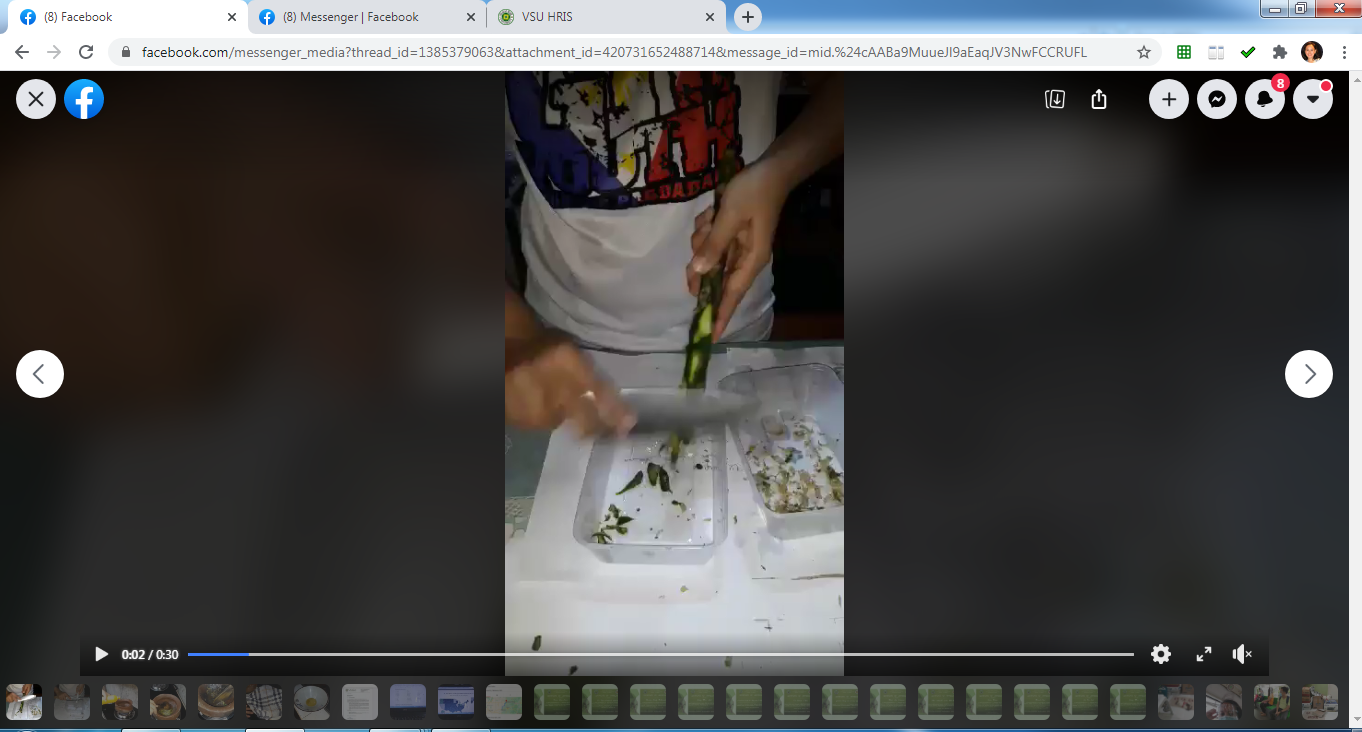 (8) Facebook
(8) Messenger | Facebook
VSU HRIS
facebook.com/messenger_media?thread_id=1385379063&attachment_id=420731652488714&message_id=mid.%24cAABa9MuueJI9aEaqJV3NwFCCRUFL
8
0:02 / 0:30